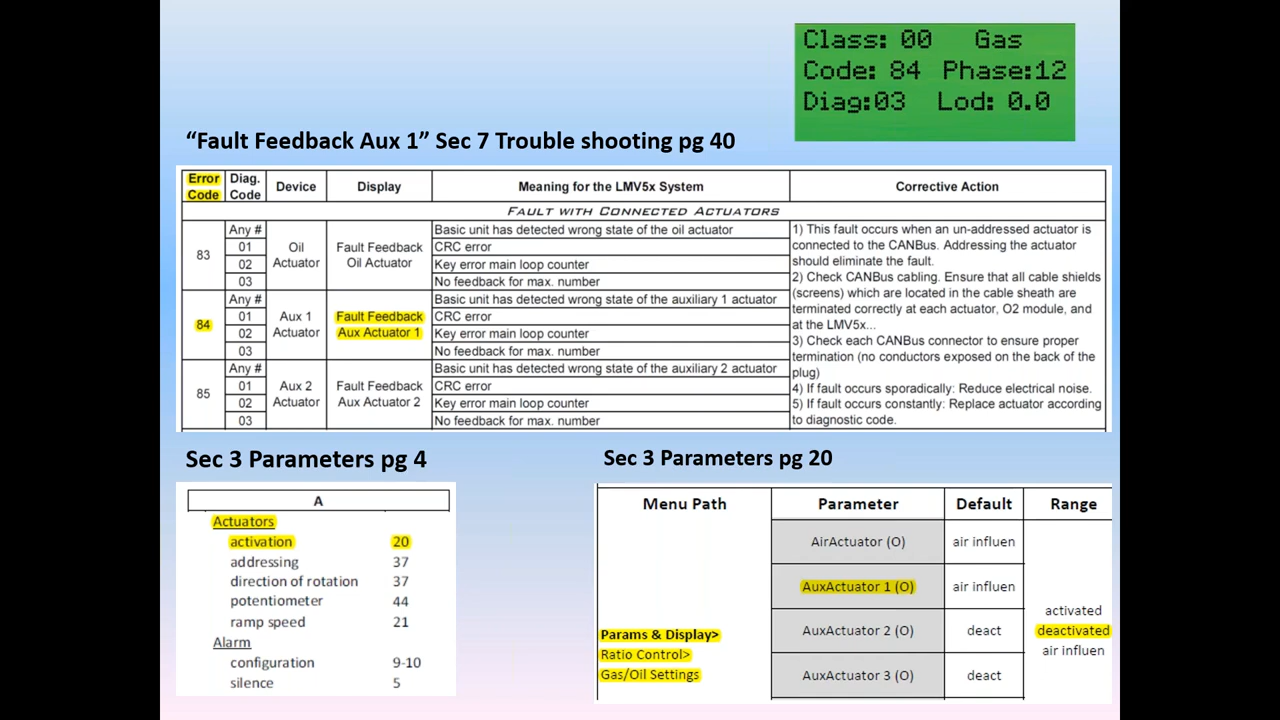 Class: 00 Gas
Code: 84 Phase:12
Diag:03 Lod: 0.0
“Fault Feedback Aux 1” Sec 7 Trouble shooting pg 40
Error Code Diag. Code Device Display Meaning for the LMV5x System Corrective Action
FAULT WITH CONNECTED ACTUATORS
83 Oil Actuator Fault Feedback Oil Actuator
Any # Basic unit has detected wrong state of the oil actuator
01 CRC error
02 Key error main loop counter
03 No feedback for max. number
84 Aux 1 Actuator Fault Feedback Aux Actuator 1
Any # Basic unit has detected wrong state of the auxiliary 1 actuator
01 CRC error
02 Key error main loop counter
03 No feedback for max. number
85 Aux 2 Actuator Fault Feedback Aux Actuator 2
Any # Basic unit has detected wrong state of the auxiliary 2 actuator
01 CRC error
02 Key error main loop counter
03 No feedback for max. number
1) This fault occurs when an un-addressed actuator is
connected to the CANBus. Addressing the actuator
should eliminate the fault.
2) Check CANBus cabling. Ensure that all cable shields
(screens) which are located in the cable sheath are
terminated correctly at each actuator, O2 module, and
at the LMV5x...
3) Check each CANBus connector to ensure proper
termination (no conductors exposed on the back of the
plug)
4) If fault occurs sporadically: Reduce electrical noise.
5) If fault occurs constantly: Replace actuator according
to diagnostic code.
Sec 3 Parameters pg 4
A
Actuators
activation 20
addressing 37
direction of rotation 37
potentiometer 44
ramp speed 21
Alarm
configuration 9-10
silence 5
Sec 3 Parameters pg 20
Menu Path Parameter Default Range
AirActuator (O) air influen
AuxActuator 1 (O) air influen
AuxActuator 2 (O) deact
AuxActuator 3 (O) deact
Params & Display>
Ratio Control>
Gas/Oil Settings
activated
deactivated
air influen